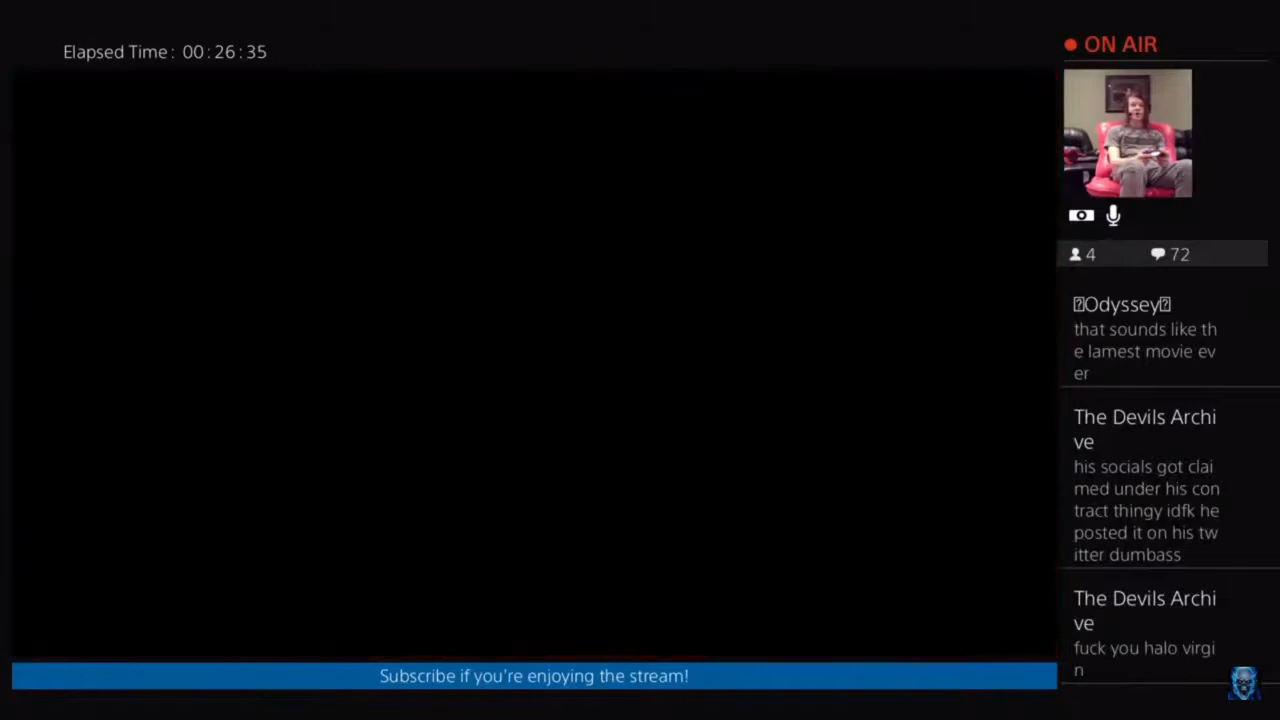 Elapsed Time: 00:26:35
ON AIR
4 72
⍰Odyssey⍰
that sounds like th
e lamest movie ev
er
The Devils Archi
ve
his socials got clai
med under his con
tract thingy idfk he
posted it on his tw
itter dumbass
The Devils Archi
ve
fuck you halo virgi
n
Subscribe if you're enjoying the stream!